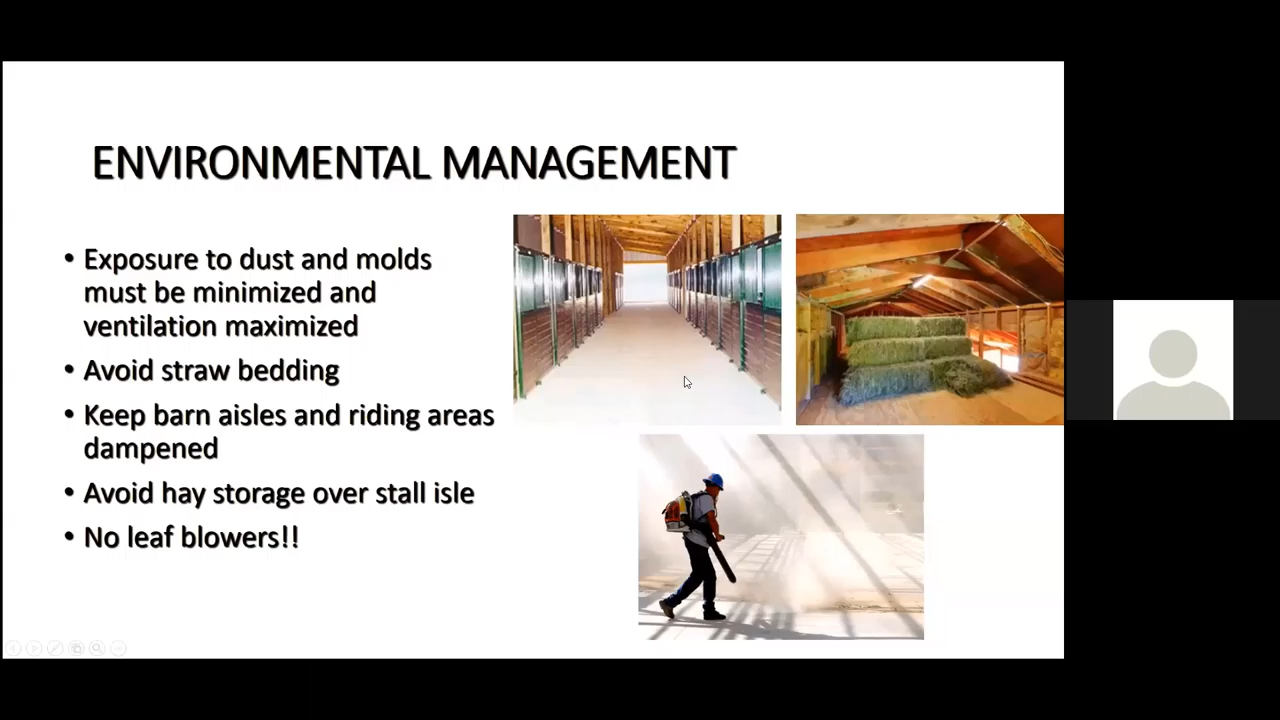 ENVIRONMENTAL MANAGEMENT
• Exposure to dust and molds
must be minimized and
ventilation maximized
• Avoid straw bedding
• Keep barn aisles and riding areas
dampened
• Avoid hay storage over stall isle
• No leaf blowers!!